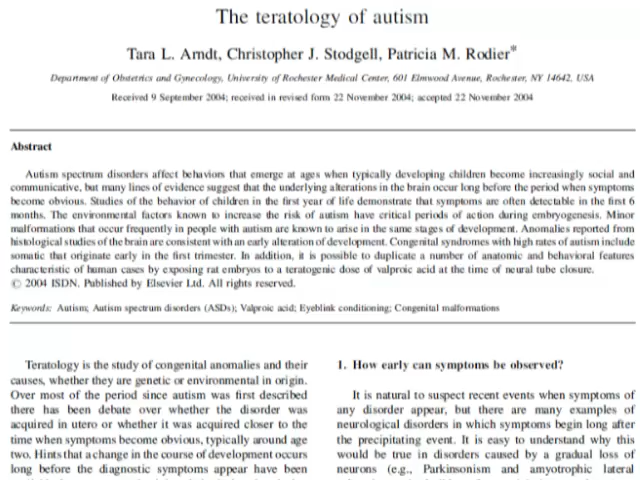 The teratology of autism
Tara L. Arndt, Christopher J. Stodgell, Patricia M. Rodier*
Department of Obstetrics and Gynecology, University of Rochester Medical Center, 601 Elmwood Avenue, Rochester, NY 14642, USA
Received 9 September 2004; received in revised form 22 November 2004; accepted 22 November 2004
Abstract
Autism spectrum disorders affect behaviors that emerge at ages when typically developing children become increasingly social and
communicative, but many lines of evidence suggest that the underlying alterations in the brain occur long before the period when symptoms
become obvious. Studies of the behavior of children in the first year of life demonstrate that symptoms are often detectable in the first 6
months. The environmental factors known to increase the risk of autism have critical periods of action during embryogenesis. Minor
malformations that occur frequently in people with autism are known to arise in the same stages of development. Anomalies reported from
histological studies of the brain are consistent with an early alteration of development. Congenital syndromes with high rates of autism include
somatic that originate early in the first trimester. In addition, it is possible to duplicate a number of anatomic and behavioral features
characteristic of human cases by exposing rat embryos to a teratogenic dose of valproic acid at the time of neural tube closure.
© 2004 ISDN. Published by Elsevier Ltd. All rights reserved.
Keywords: Autism; Autism spectrum disorders (ASDs); Valproic acid; Eyeblink conditioning; Congenital malformations
Teratology is the study of congenital anomalies and their
causes, whether they are genetic or environmental in origin.
Over most of the period since autism was first described
there has been debate over whether the disorder was
acquired in utero or whether it was acquired closer to the
time when symptoms become obvious, typically around age
two. Hints that a change in the course of development occurs
long before the diagnostic symptoms appear have been
1. How early can symptoms be observed?
It is natural to suspect recent events when symptoms of
any disorder appear, but there are many examples of
neurological disorders in which symptoms begin long after
the precipitating event. It is easy to understand why this
would be true in disorders caused by a gradual loss of
neurons (e.g., Parkinsonism and amyotrophic lateral